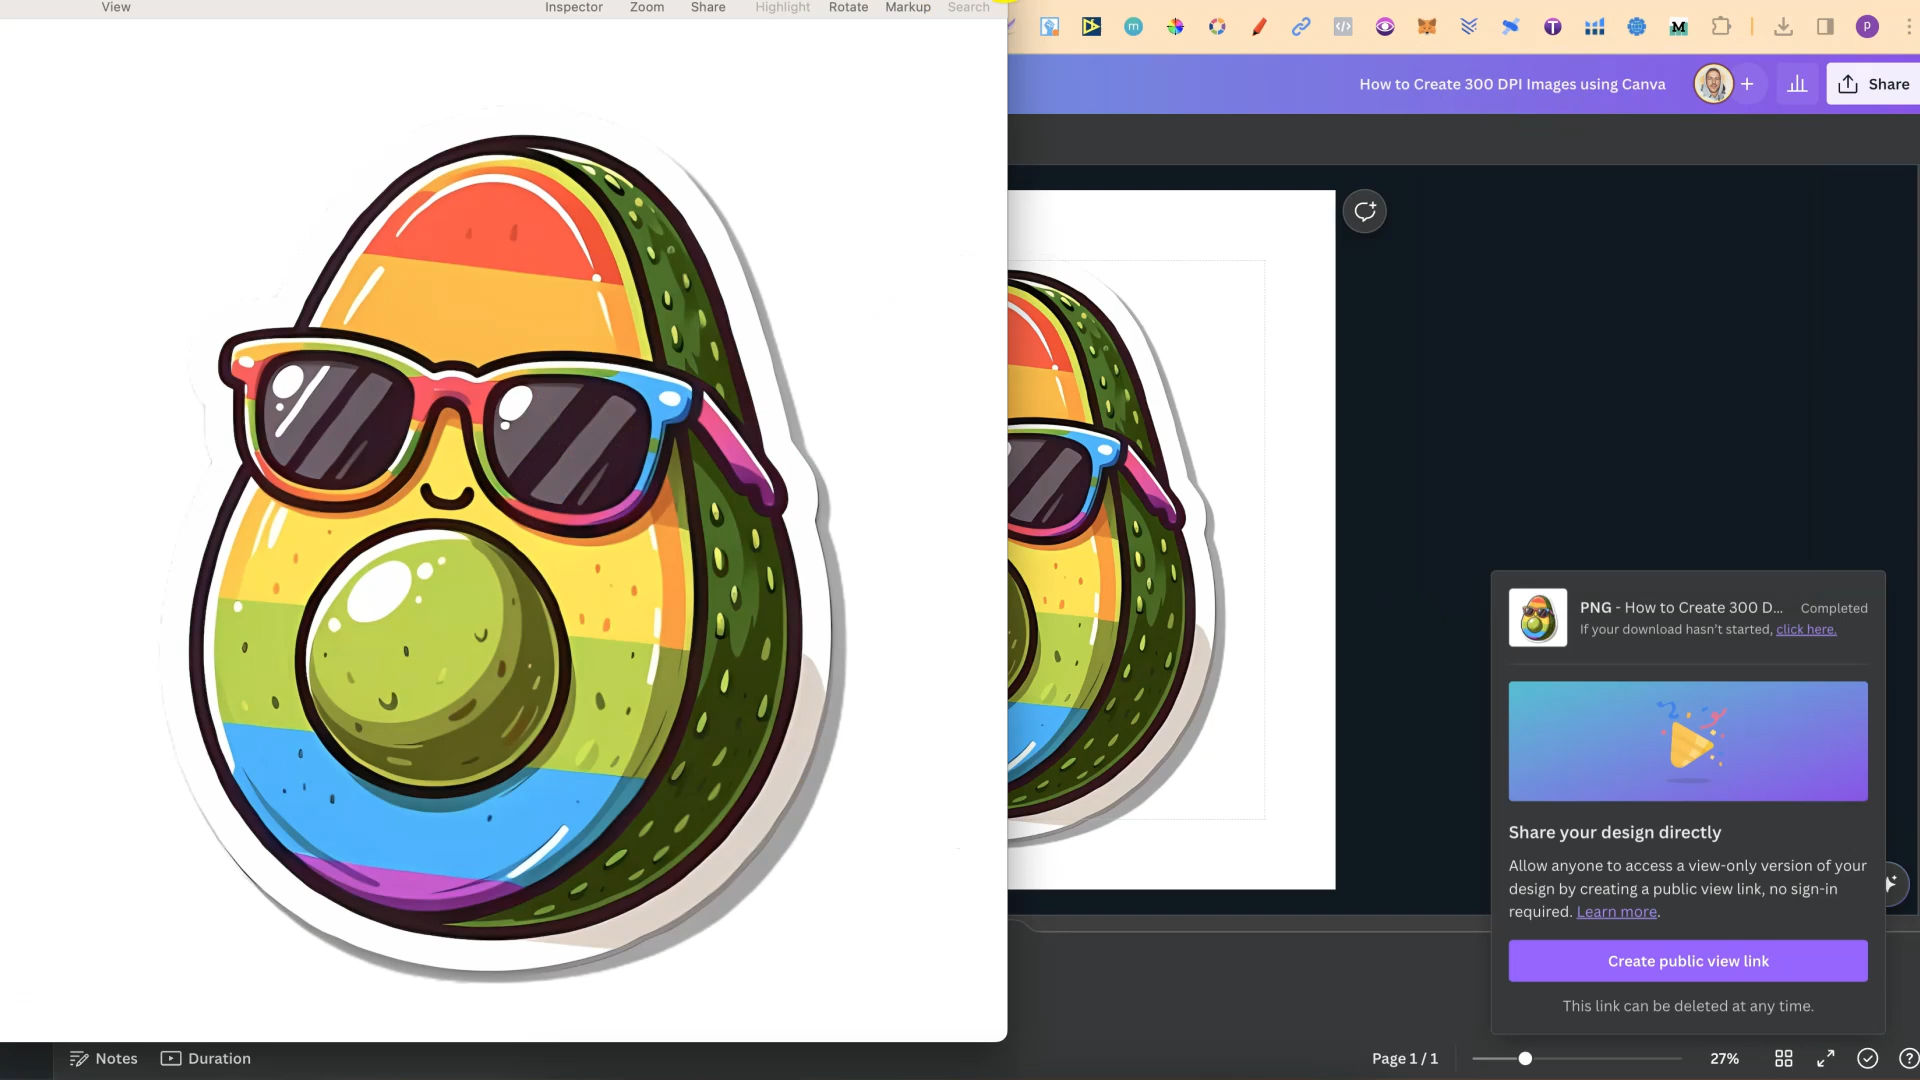 View
Inspector
Zoom
Share
Highlight
Rotate
Markup
Search
m
T
M
P
How to Create 300 DPI Images using Canva
Share
PNG - How to Create 300 D...
Completed
If your download hasn't started, click here.
Share your design directly
Allow anyone to access a view-only version of your
design by creating a public view link, no sign-in
required. Learn more.
Create public view link
This link can be deleted at any time.
Notes
Duration
Page 1 / 1
27%
?